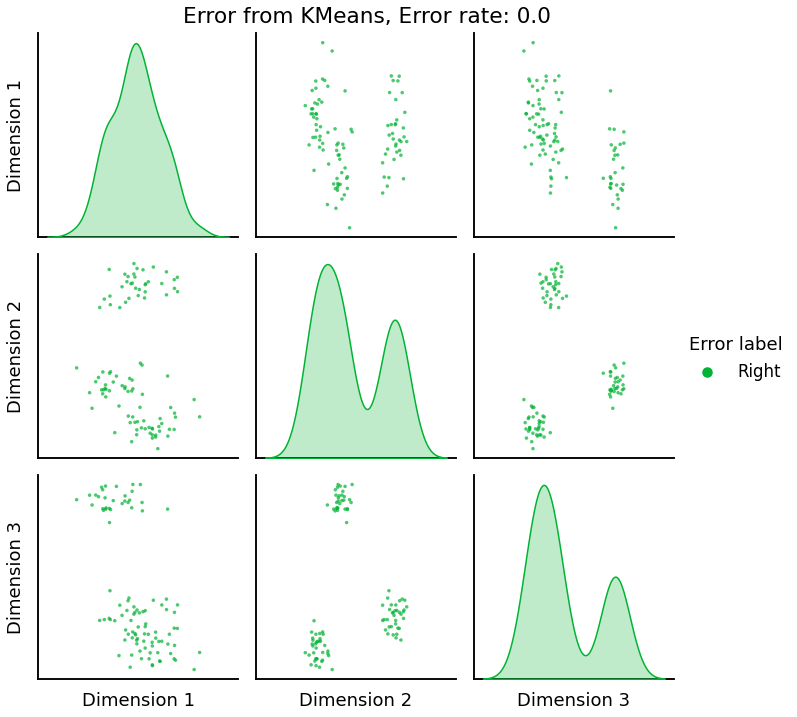 Error from KMeans, Error rate: 0.0
Dimension 1
Dimension 2
Error label
Right
Dimension 3
Dimension 1
Dimension 2
Dimension 3